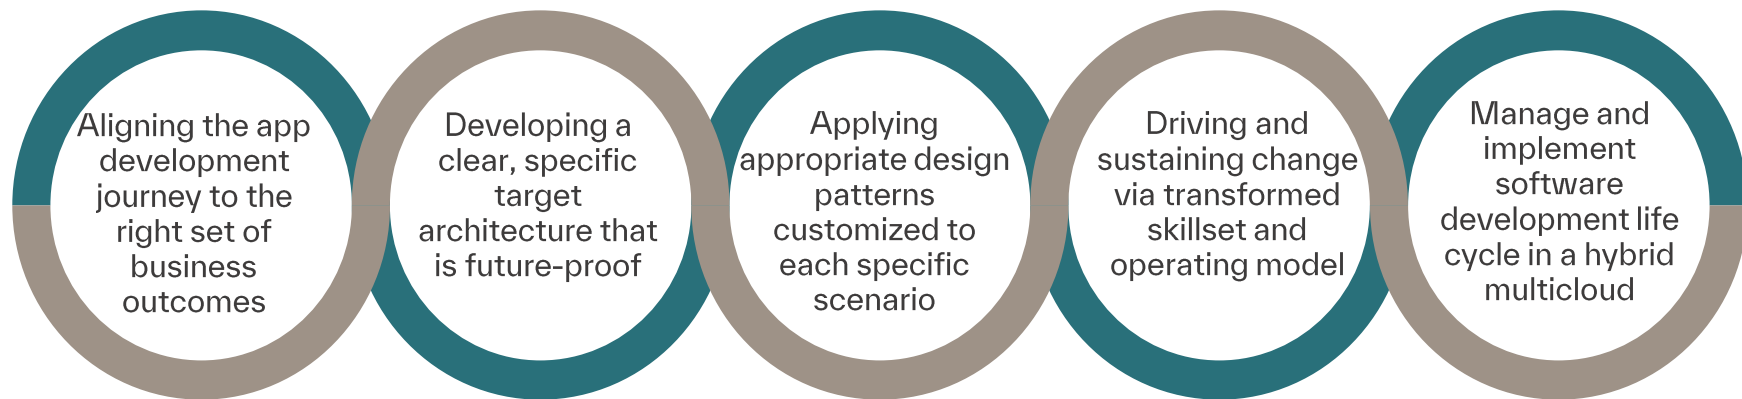 Aligning the app
development
journey to the
right set of
business
outcomes
Developing a
clear, specific
target
architecture that
is future-proof
Applying
appropriate design
patterns
customized to
each specific
scenario
Driving and
sustaining change
via transformed
skillset and
operating model
Manage and
implement
software
development life
cycle in a hybrid
multicloud